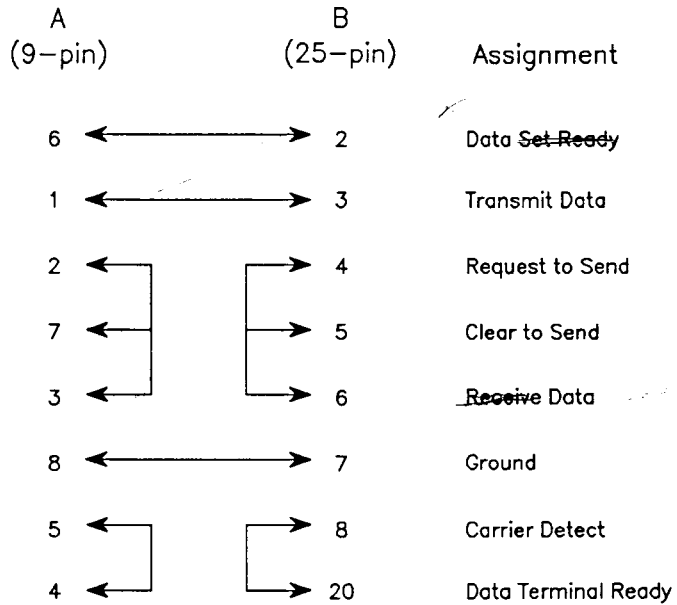 A B
(9-pin) (25-pin) Assignment
6 2 Data Set Ready
1 3 Transmit Data
2 4 Request to Send
7 5 Clear to Send
3 6 Receive Data
8 7 Ground
5 8 Carrier Detect
4 20 Data Terminal Ready